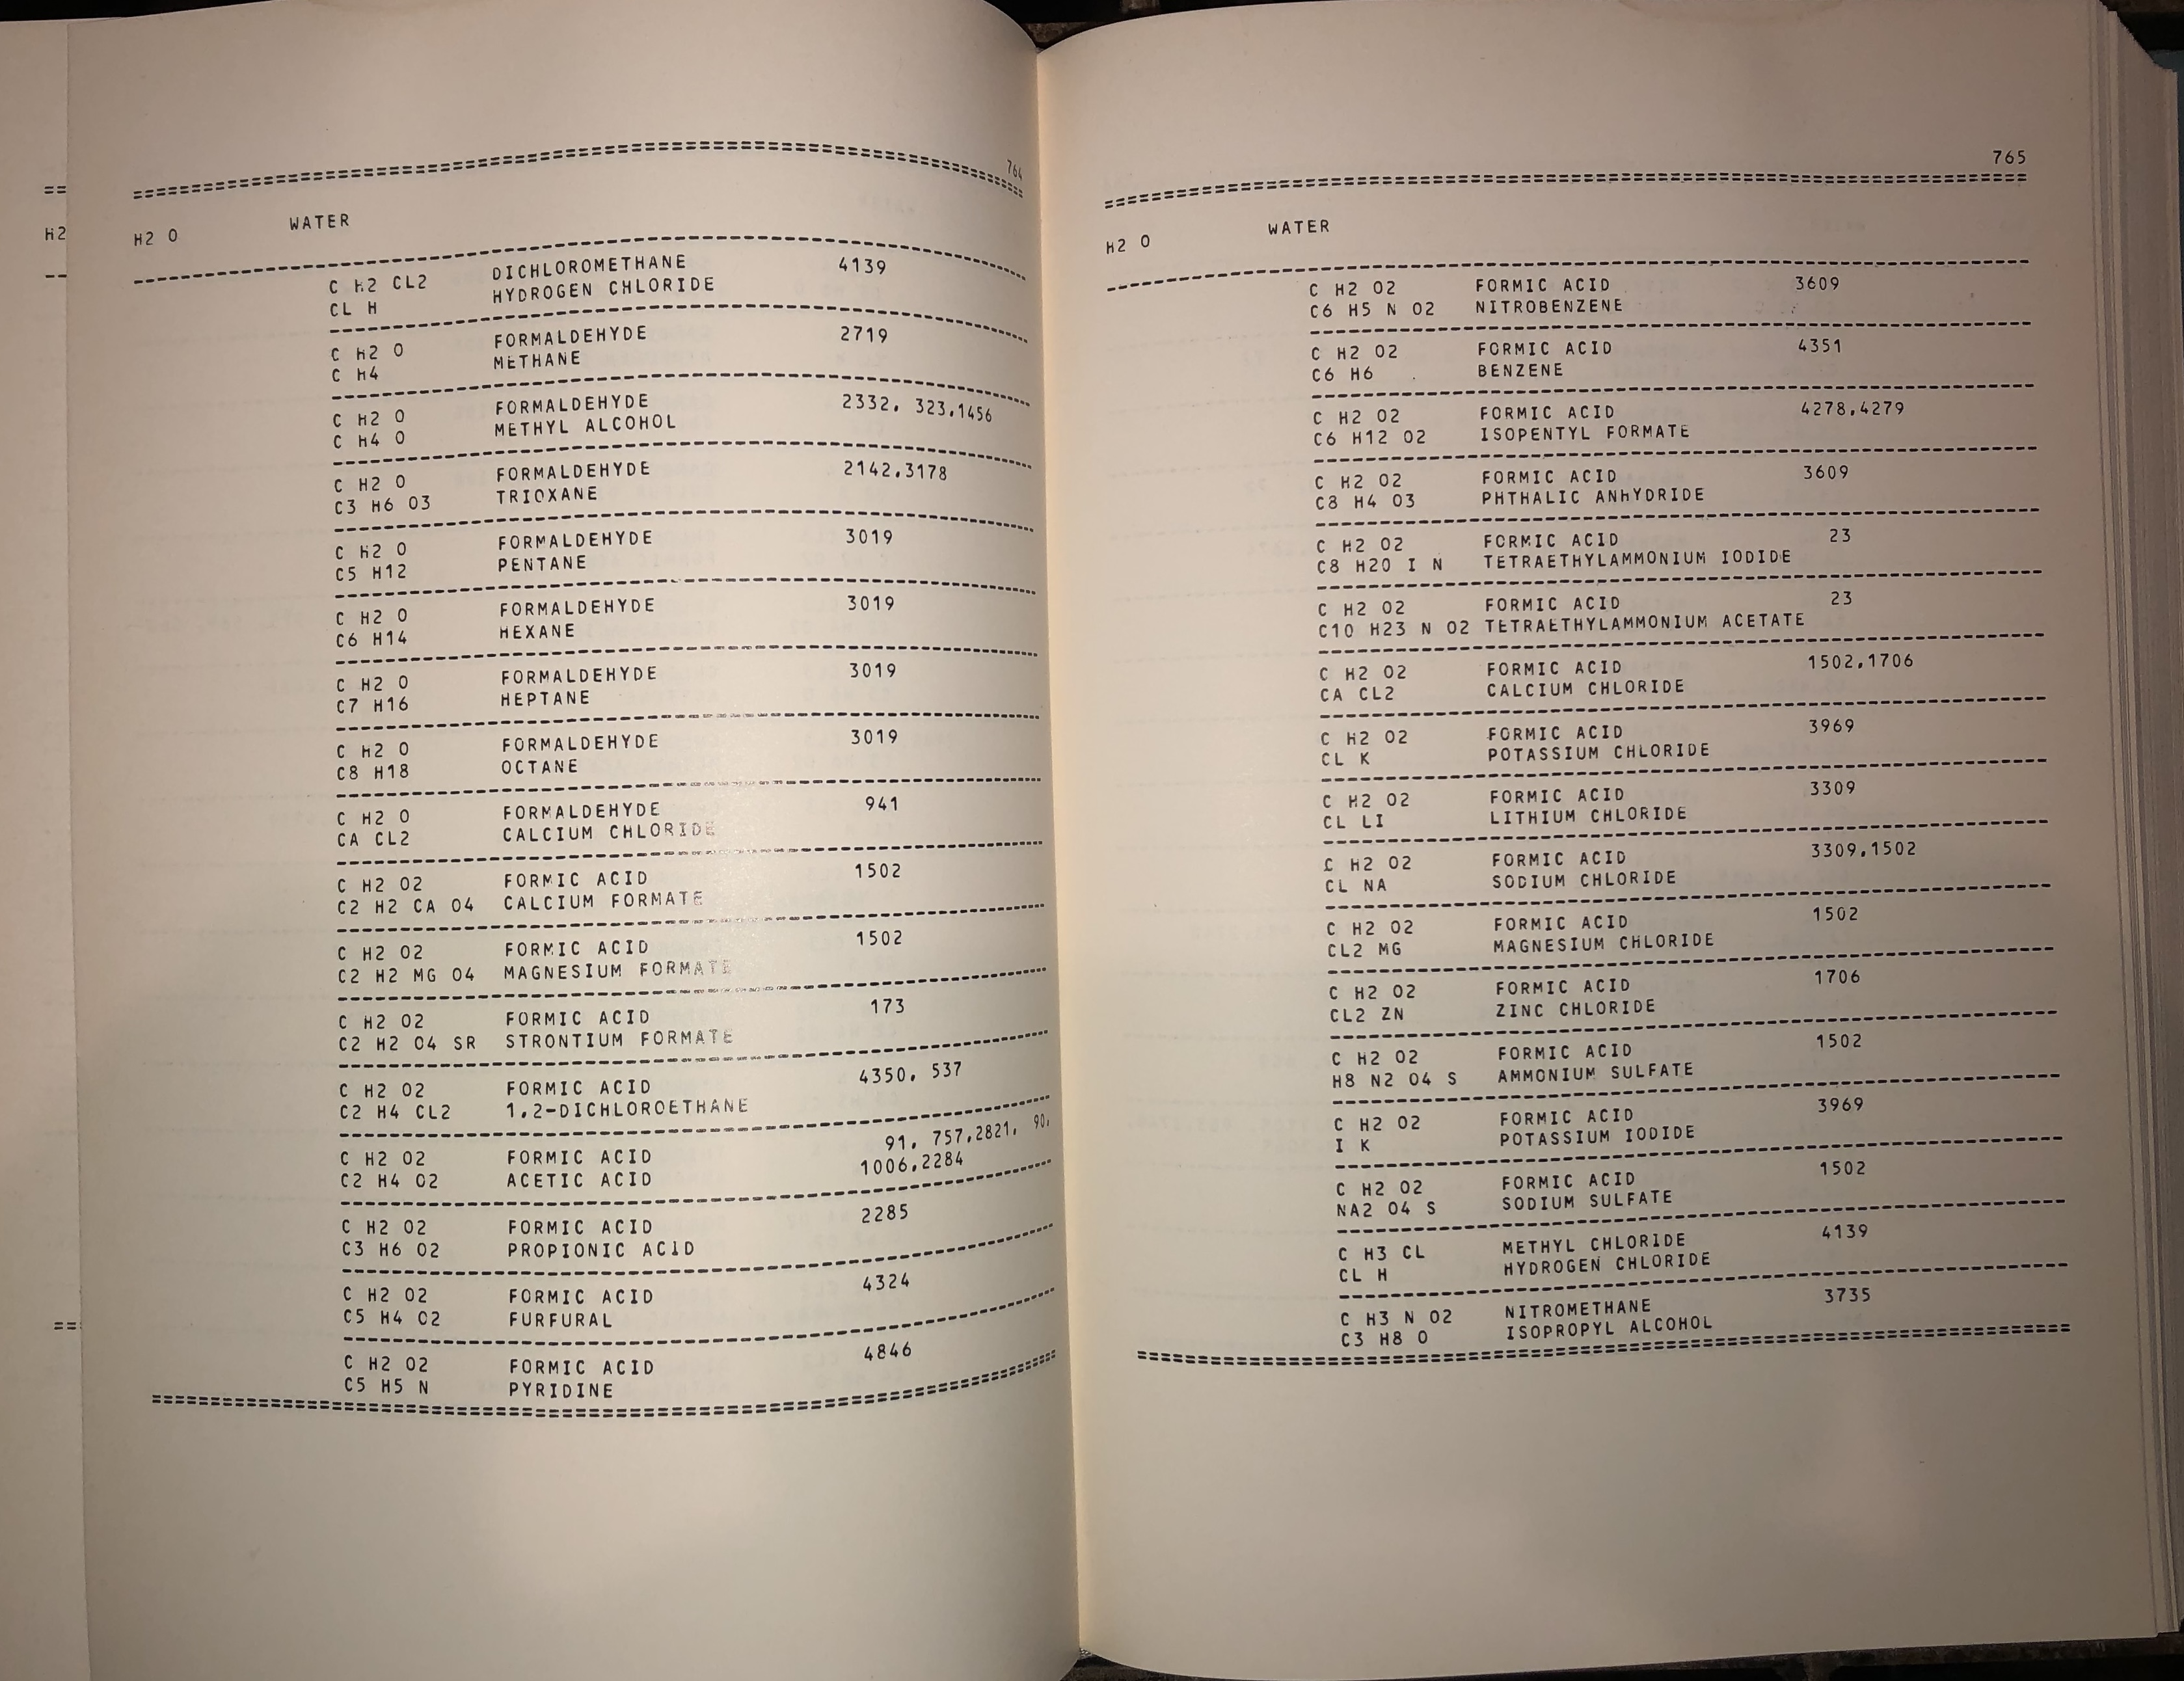 ==
H2
--
==
764
H2 O WATER
C H2 CL2 DICHLOROMETHANE 4139
CL H HYDROGEN CHLORIDE
C H2 O FORMALDEHYDE 2719
C H4 METHANE
C H2 O FORMALDEHYDE 2332, 323,1456
C H4 O METHYL ALCOHOL
C H2 O FORMALDEHYDE 2142,3178
C3 H6 O3 TRIOXANE
C H2 O FORMALDEHYDE 3019
C5 H12 PENTANE
C H2 O FORMALDEHYDE 3019
C6 H14 HEXANE
C H2 O FORMALDEHYDE 3019
C7 H16 HEPTANE
C H2 O FORMALDEHYDE 3019
C8 H18 OCTANE
C H2 O FORMALDEHYDE 941
CA CL2 CALCIUM CHLORIDE
C H2 O2 FORMIC ACID 1502
C2 H2 CA O4 CALCIUM FORMATE
C H2 O2 FORMIC ACID 1502
C2 H2 MG O4 MAGNESIUM FORMATE
C H2 O2 FORMIC ACID 173
C2 H2 O4 SR STRONTIUM FORMATE
C H2 O2 FORMIC ACID 4350, 537
C2 H4 CL2 1,2-DICHLOROETHANE
C H2 O2 FORMIC ACID 91, 757,2821, 90,
C2 H4 O2 ACETIC ACID 1006,2284
C H2 O2 FORMIC ACID 2285
C3 H6 O2 PROPIONIC ACID
C H2 O2 FORMIC ACID 4324
C5 H4 O2 FURFURAL
C H2 O2 FORMIC ACID 4846
C5 H5 N PYRIDINE
765
H2 O WATER
C H2 O2 FORMIC ACID 3609
C6 H5 N O2 NITROBENZENE
C H2 O2 FORMIC ACID 4351
C6 H6 BENZENE
C H2 O2 FORMIC ACID 4278,4279
C6 H12 O2 ISOPENTYL FORMATE
C H2 O2 FORMIC ACID 3609
C8 H4 O3 PHTHALIC ANHYDRIDE
C H2 O2 FORMIC ACID 23
C8 H20 I N TETRAETHYLAMMONIUM IODIDE
C H2 O2 FORMIC ACID 23
C10 H23 N O2 TETRAETHYLAMMONIUM ACETATE
C H2 O2 FORMIC ACID 1502,1706
CA CL2 CALCIUM CHLORIDE
C H2 O2 FORMIC ACID 3969
CL K POTASSIUM CHLORIDE
C H2 O2 FORMIC ACID 3309
CL LI LITHIUM CHLORIDE
C H2 O2 FORMIC ACID 3309,1502
CL NA SODIUM CHLORIDE
C H2 O2 FORMIC ACID 1502
CL2 MG MAGNESIUM CHLORIDE
C H2 O2 FORMIC ACID 1706
CL2 ZN ZINC CHLORIDE
C H2 O2 FORMIC ACID 1502
H8 N2 O4 S AMMONIUM SULFATE
C H2 O2 FORMIC ACID 3969
I K POTASSIUM IODIDE
C H2 O2 FORMIC ACID 1502
NA2 O4 S SODIUM SULFATE
C H3 CL METHYL CHLORIDE 4139
CL H HYDROGEN CHLORIDE
C H3 N O2 NITROMETHANE 3735
C3 H8 O ISOPROPYL ALCOHOL